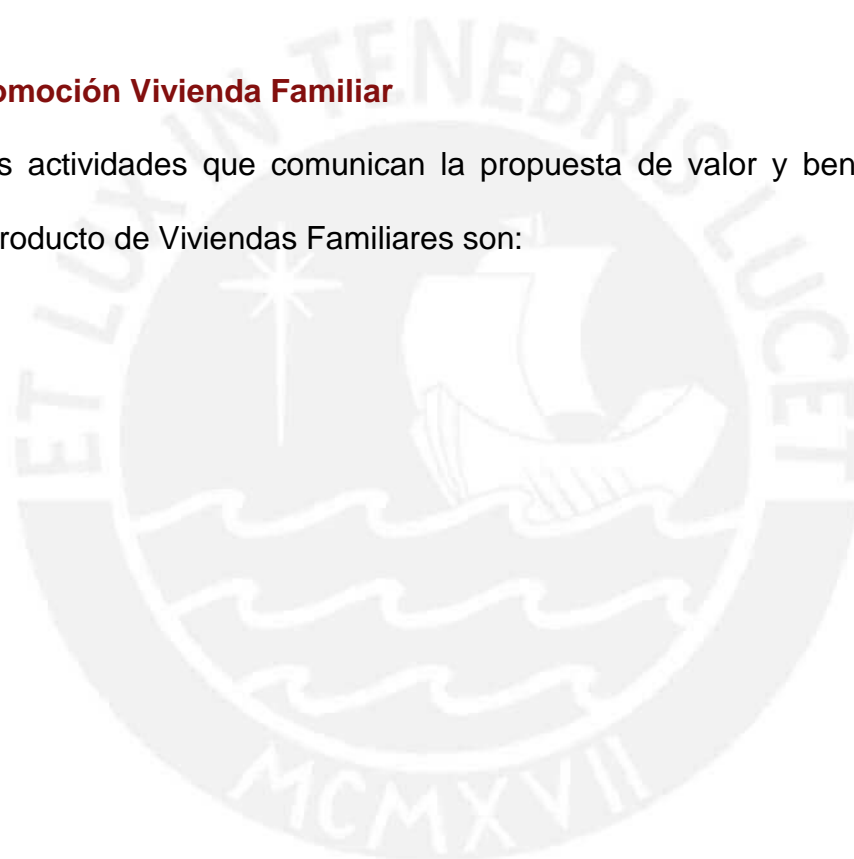 omoción Vivienda Familiar
s actividades que comunican la propuesta de valor y ben
roducto de Viviendas Familiares son:
ET LUX IN TENEBRIS LUCET
MCMXVII